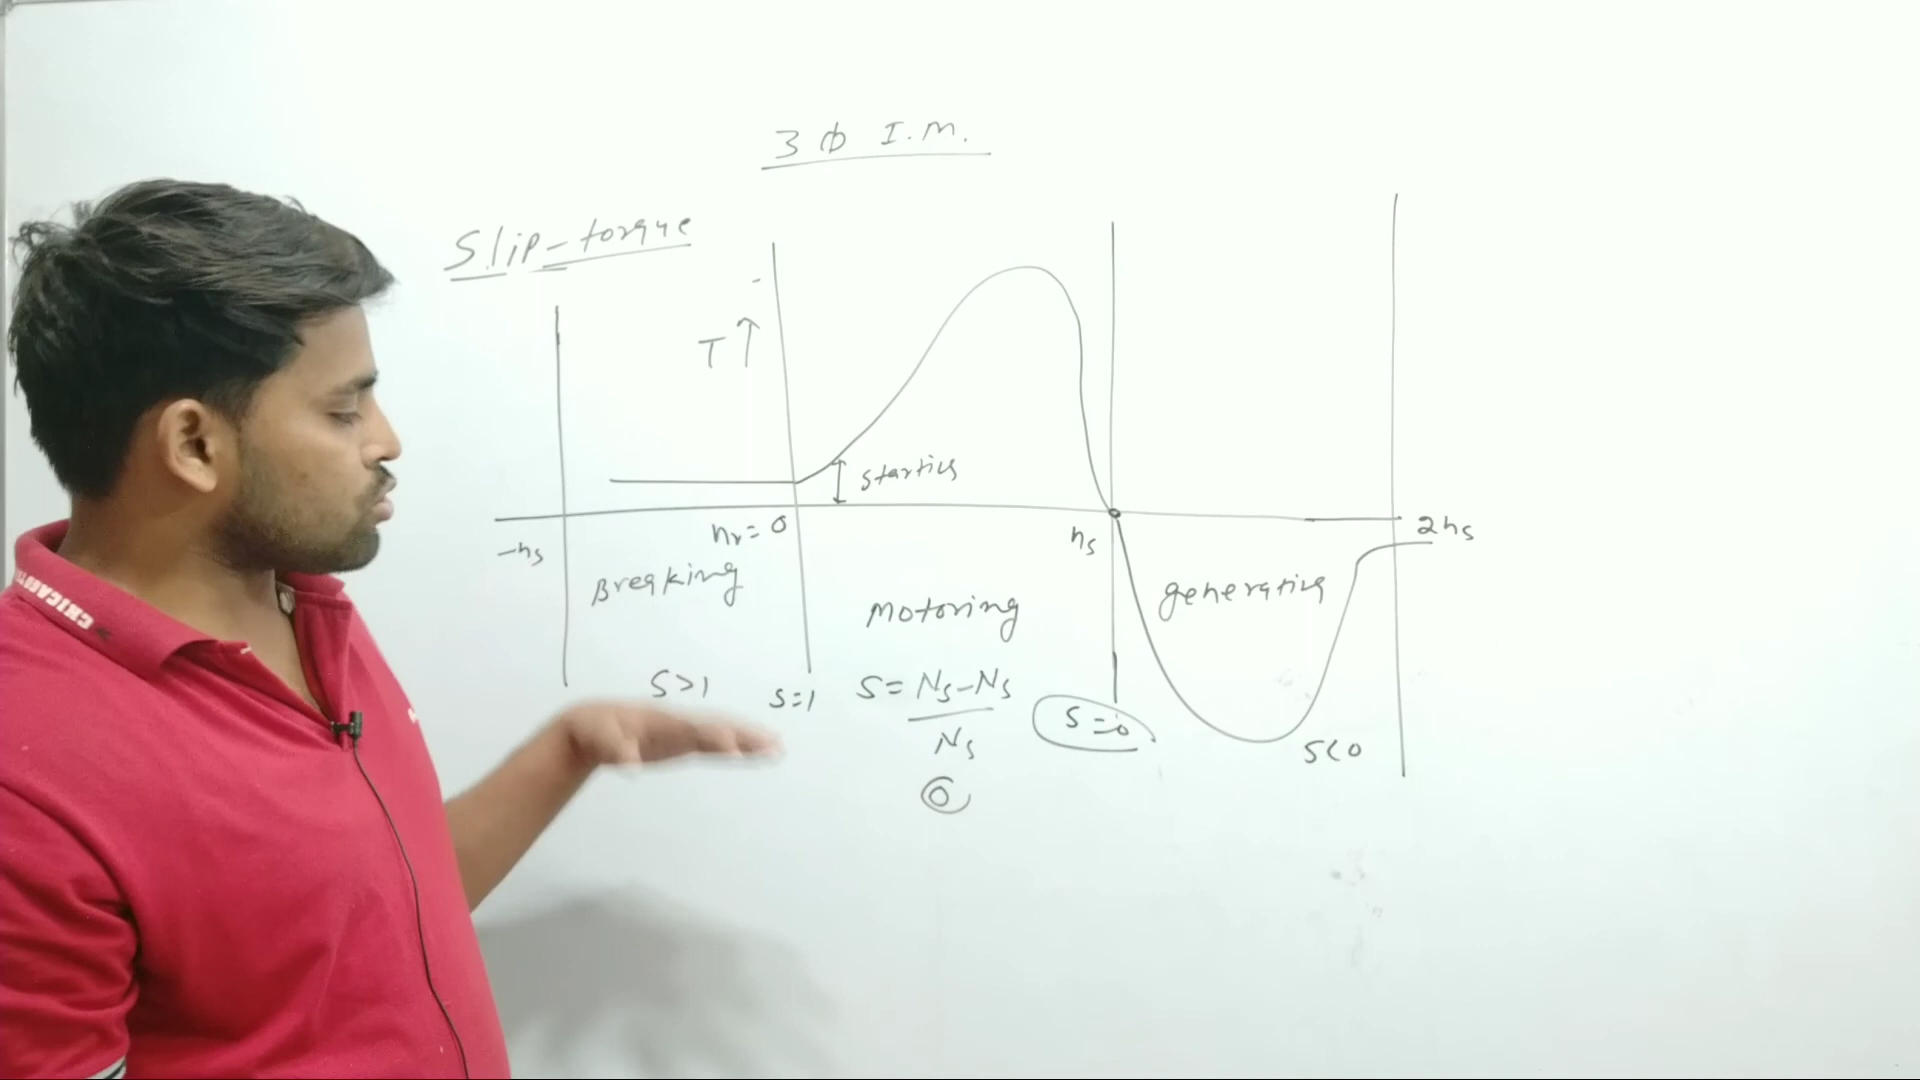 3 Φ I.M.
Slip-torque
T ↑
starting
-ns
nr = 0
ns
2ns
Breaking
Motoring
generating
S>1
S=1
S = Ns-Ns
Ns
0
S=0
S<0